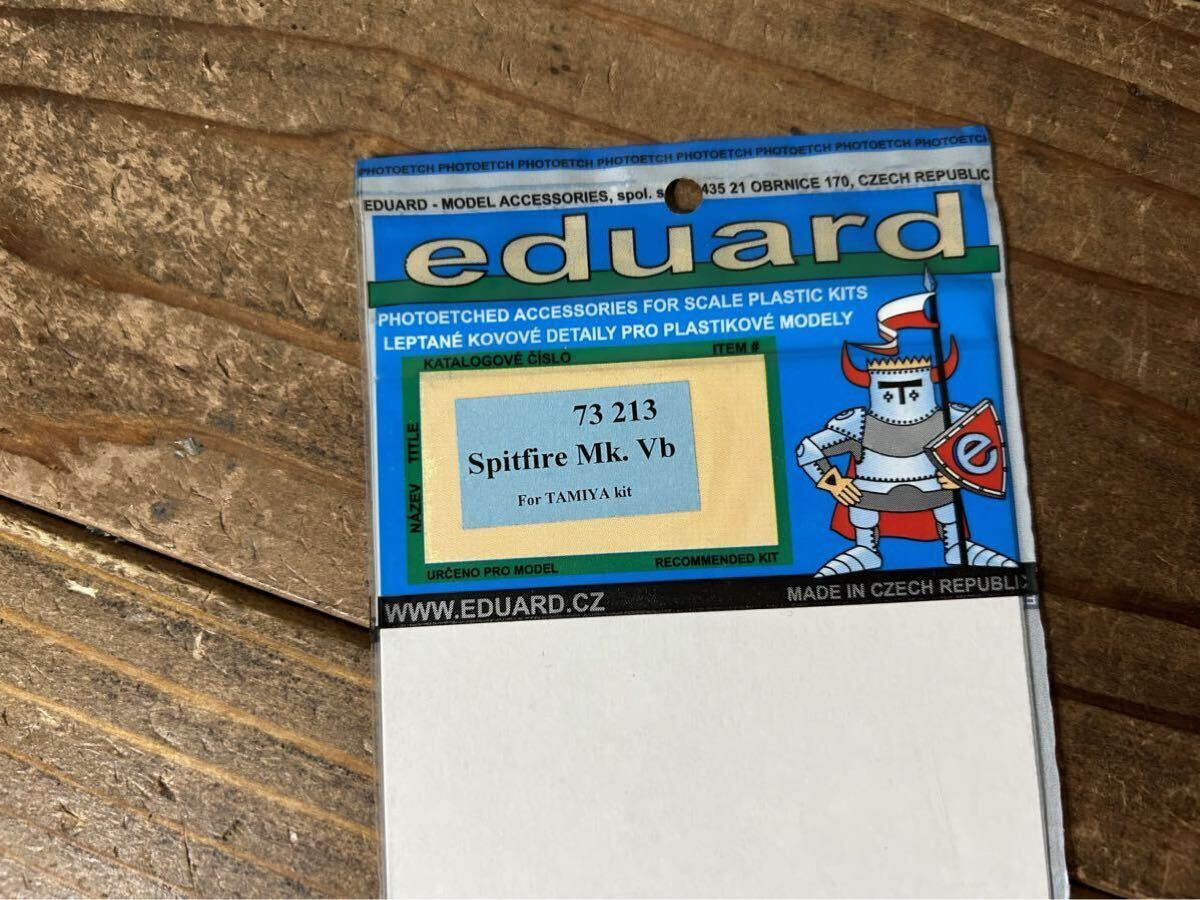 PHOTOETCH PHOTOETCH PHOTOETCH PHOTOETCH PHOTOETCH PHOTOETCH PHOTOETCH PHOTOETCH
EDUARD - MODEL ACCESSORIES, spol. 435 21 OBRNICE 170, CZECH REPUBLIC
eduard
PHOTOETCHED ACCESSORIES FOR SCALE PLASTIC KITS
LEPTANÉ KOVOVÉ DETAILY PRO PLASTIKOVÉ MODELY
KATALOGOVÉ ČÍSLO ITEM #
NÁZEV TITLE
73 213
Spitfire Mk. Vb
For TAMIYA kit
e
URČENO PRO MODEL RECOMMENDED KIT
WWW.EDUARD.CZ MADE IN CZECH REPUBLIC